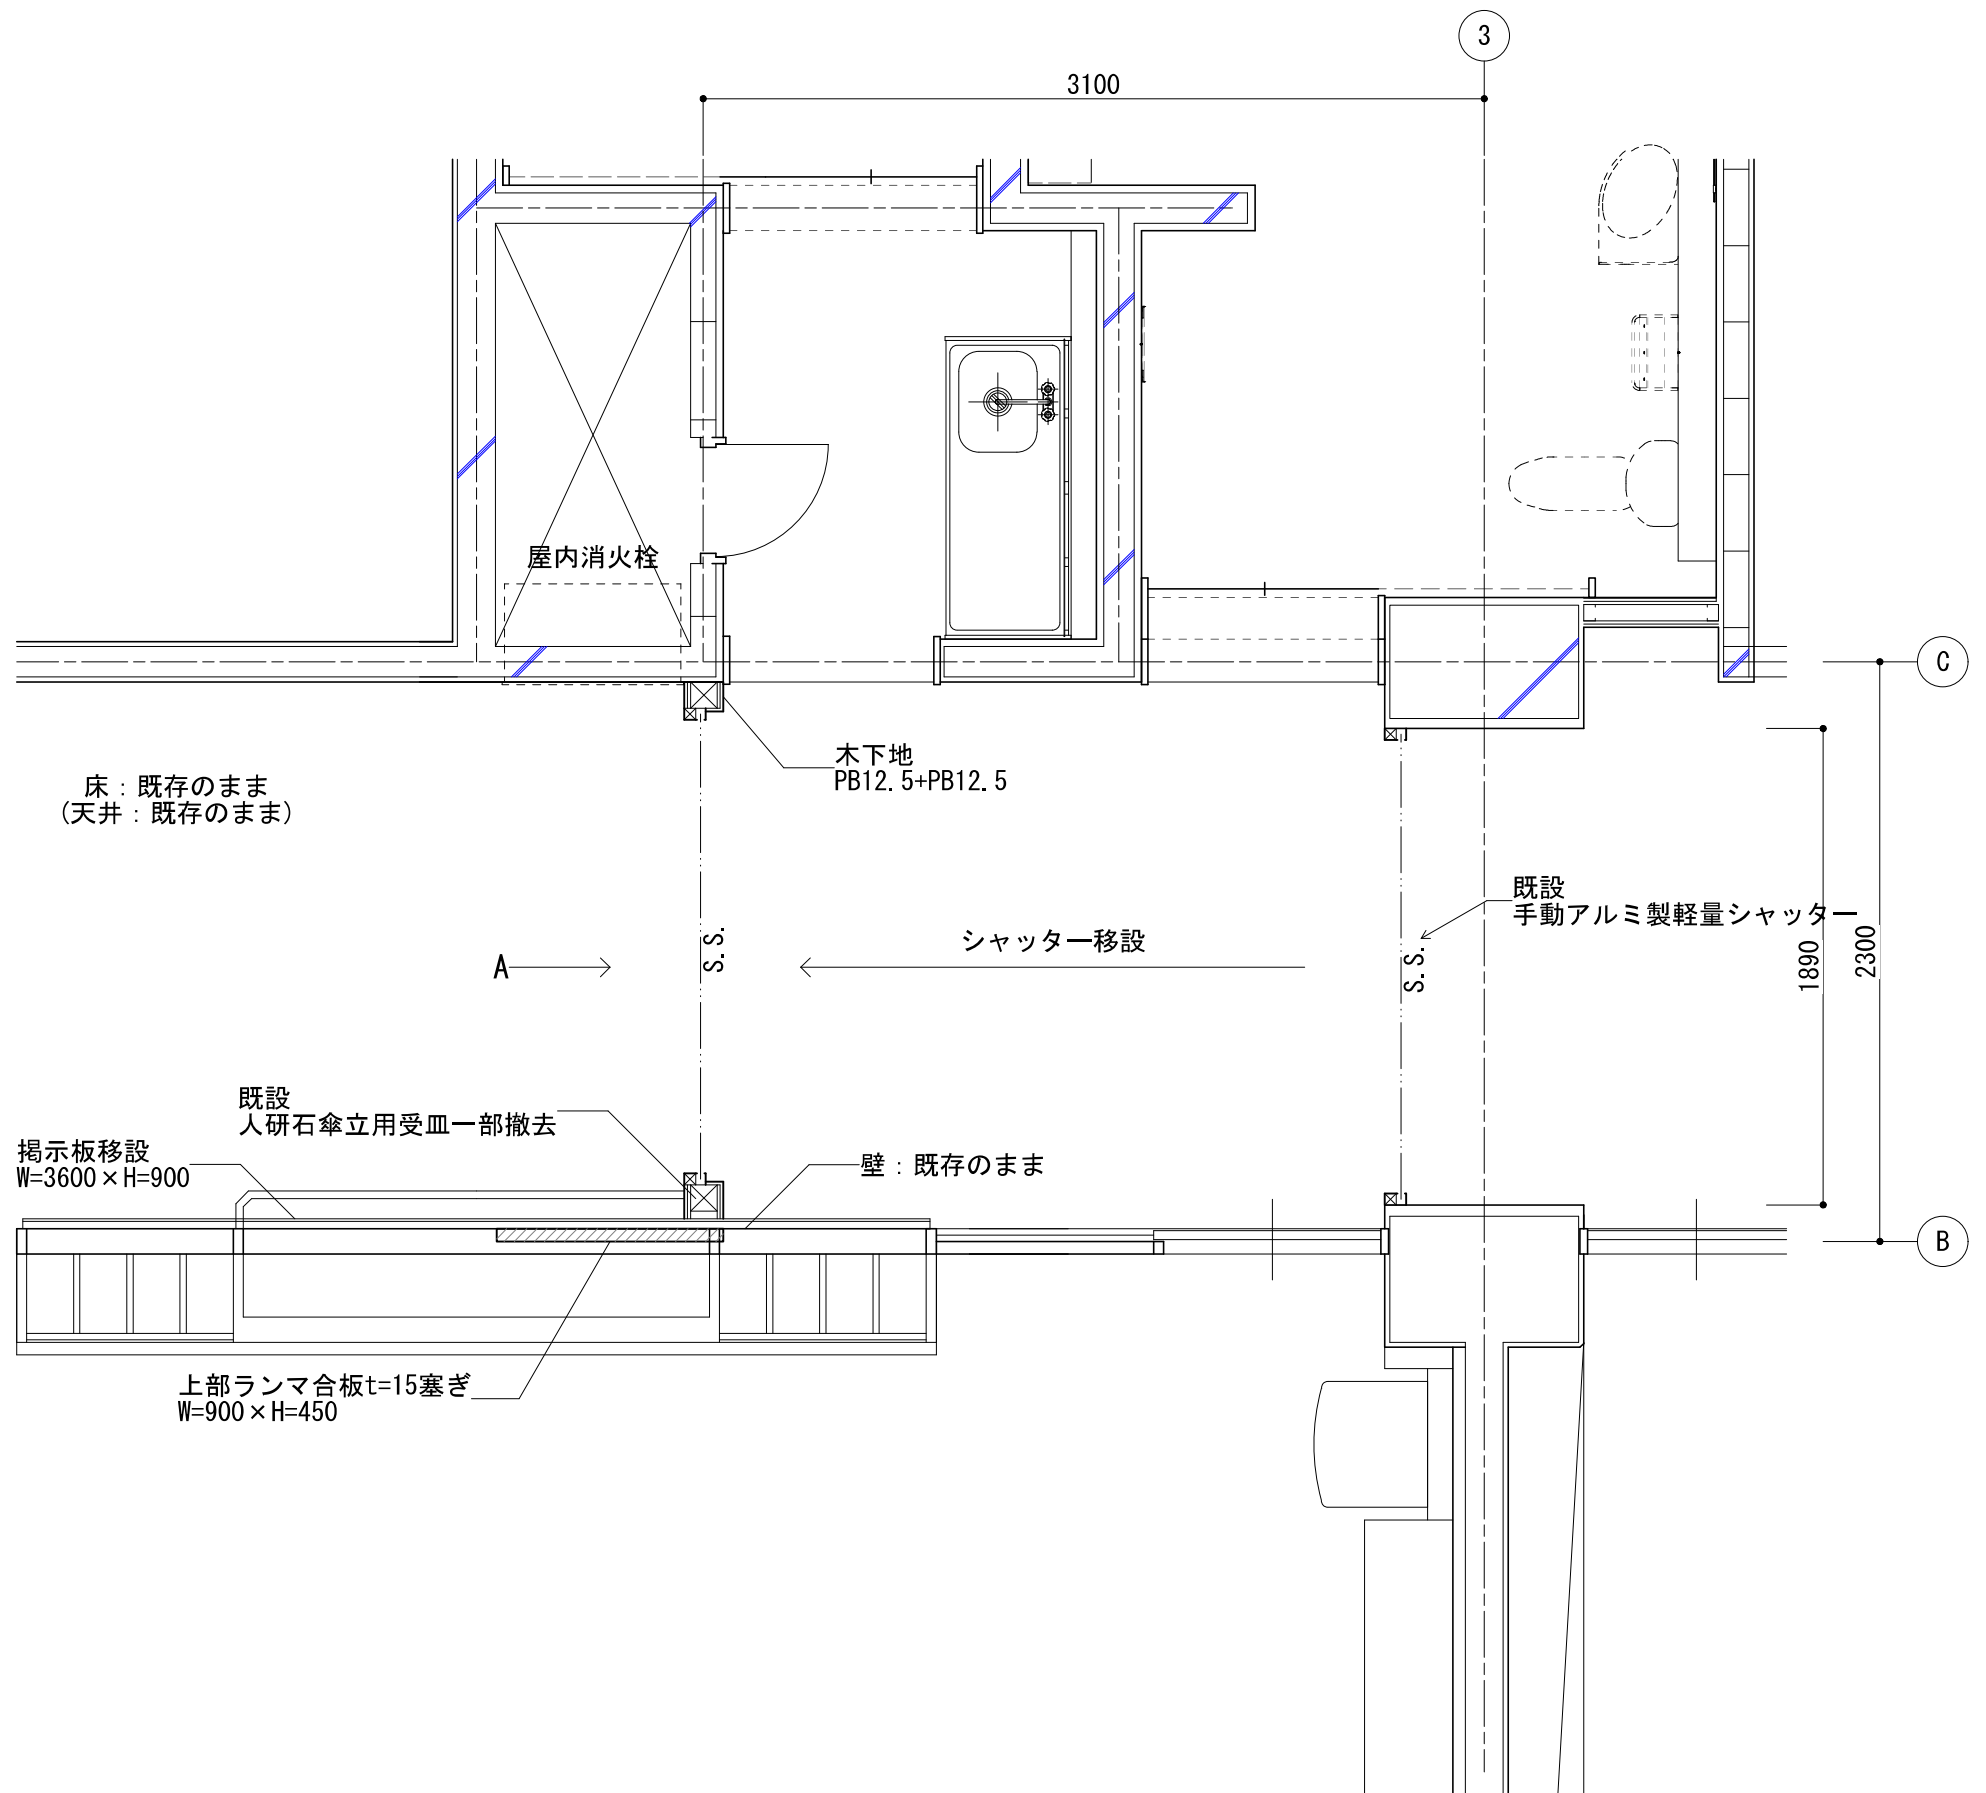 3
3100
屋内消火栓
C
木下地
PB12.5+PB12.5
床：既存のまま
(天井：既存のまま)
既設
手動アルミ製軽量シャッター
シャッター移設
A
S.S.
S.S.
1890
2300
既設
人研石傘立用受皿一部撤去
掲示板移設
W=3600×H=900
壁：既存のまま
B
上部ランマ合板t=15塞ぎ
W=900×H=450